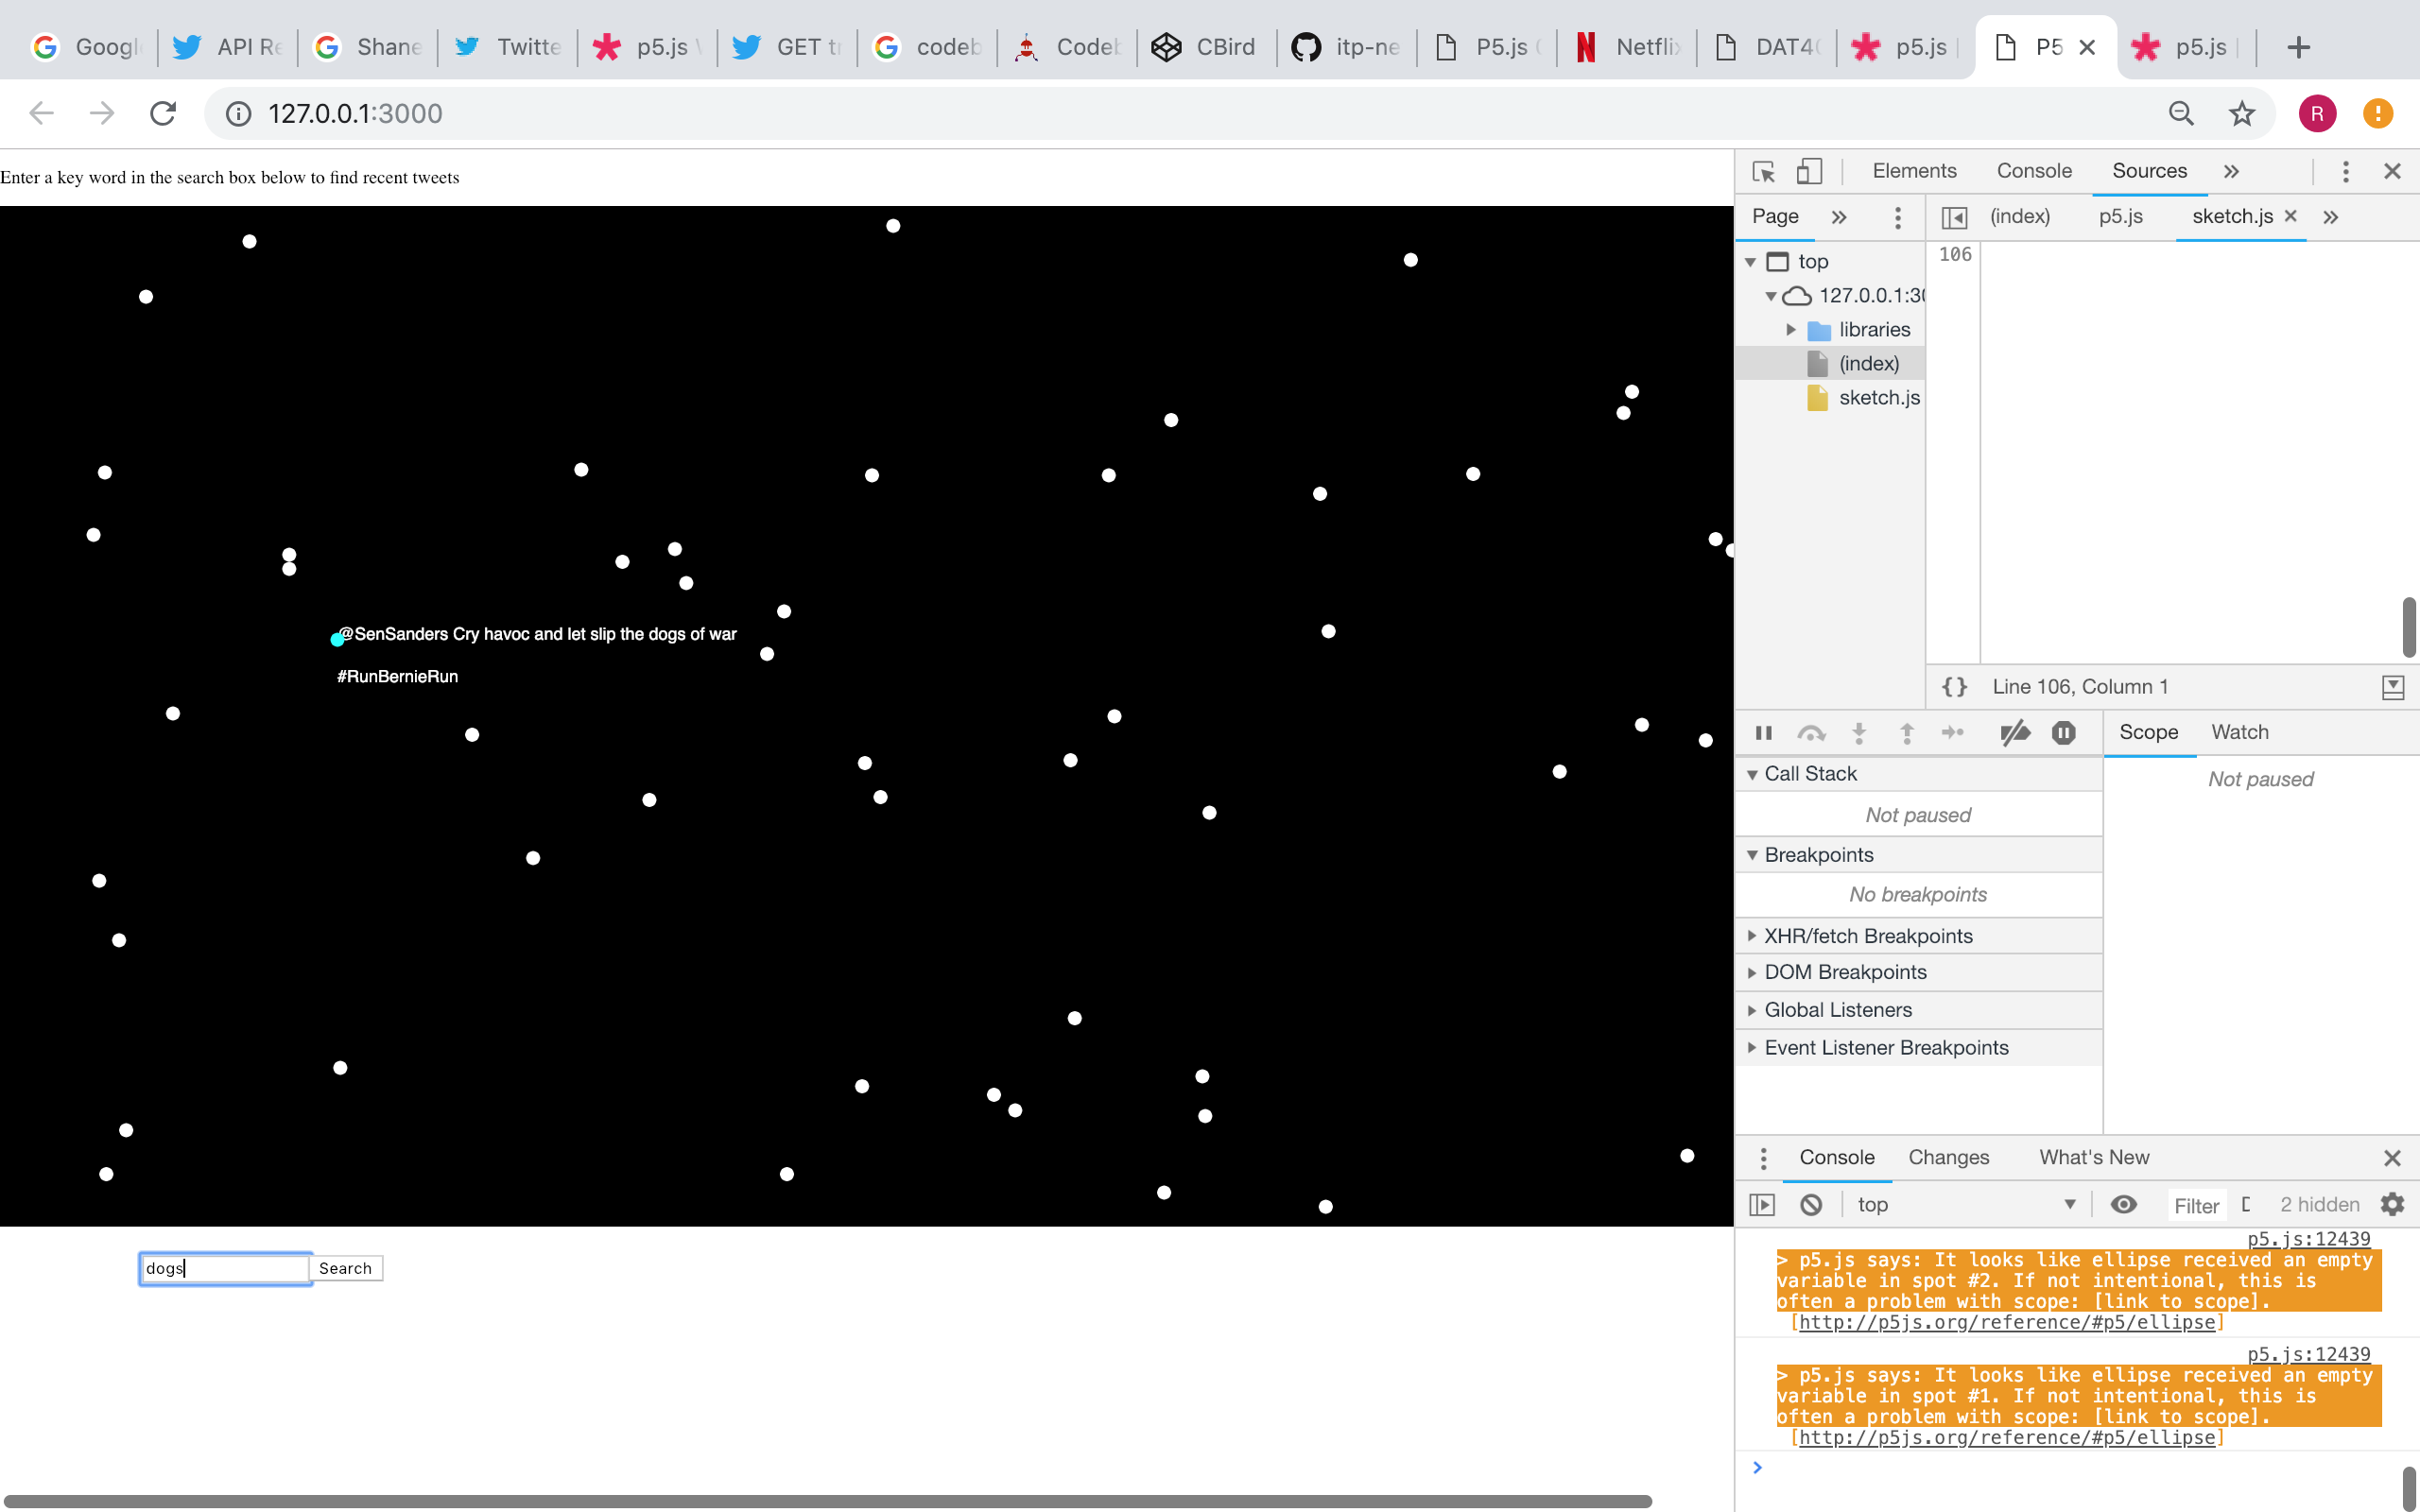 Googl
API Re
Shane
Twitte
p5.js
GET t
codeb
Codeb
CBird
itp-ne
P5.js
Netflix
DAT4
p5.js
P5
p5.js
127.0.0.1:3000
R
Enter a key word in the search box below to find recent tweets
@SenSanders Cry havoc and let slip the dogs of war
#RunBernieRun
dogs
Search
Elements Console Sources
Page
(index) p5.js sketch.js
top
127.0.0.1:30
libraries
(index)
sketch.js
106
{} Line 106, Column 1
Scope Watch
Not paused
Call Stack
Not paused
Breakpoints
No breakpoints
XHR/fetch Breakpoints
DOM Breakpoints
Global Listeners
Event Listener Breakpoints
Console Changes What's New
top Filter 2 hidden
p5.js:12439
> p5.js says: It looks like ellipse received an empty
variable in spot #2. If not intentional, this is
often a problem with scope: [link to scope].
[http://p5js.org/reference/#p5/ellipse]
p5.js:12439
> p5.js says: It looks like ellipse received an empty
variable in spot #1. If not intentional, this is
often a problem with scope: [link to scope].
[http://p5js.org/reference/#p5/ellipse]
>